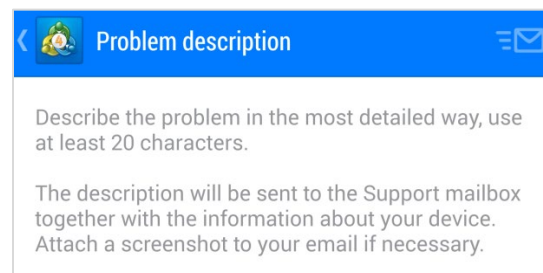 4
Problem description
Describe the problem in the most detailed way, use
at least 20 characters.
The description will be sent to the Support mailbox
together with the information about your device.
Attach a screenshot to your email if necessary.